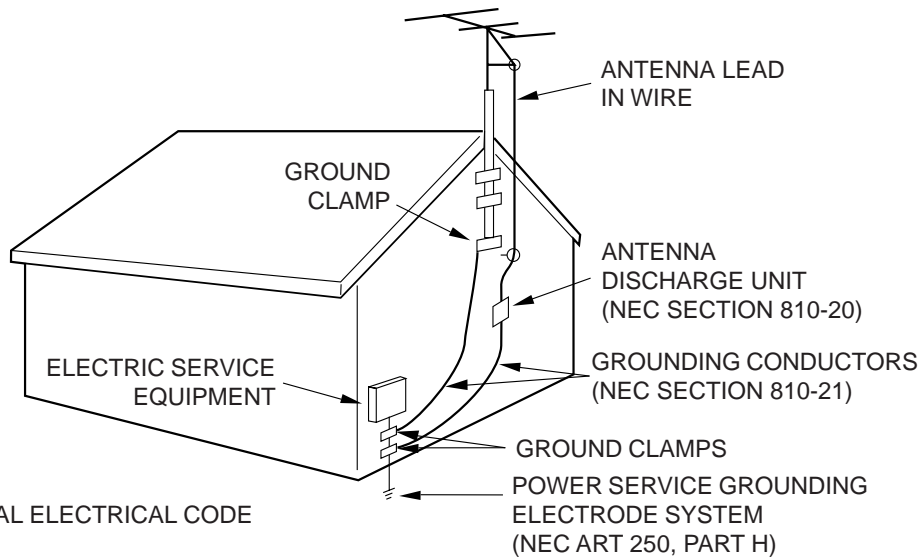 ANTENNA LEAD
IN WIRE
GROUND
CLAMP
ANTENNA
DISCHARGE UNIT
(NEC SECTION 810-20)
ELECTRIC SERVICE
EQUIPMENT
GROUNDING CONDUCTORS
(NEC SECTION 810-21)
GROUND CLAMPS
POWER SERVICE GROUNDING
ELECTRODE SYSTEM
(NEC ART 250, PART H)
ELECTRICAL CODE